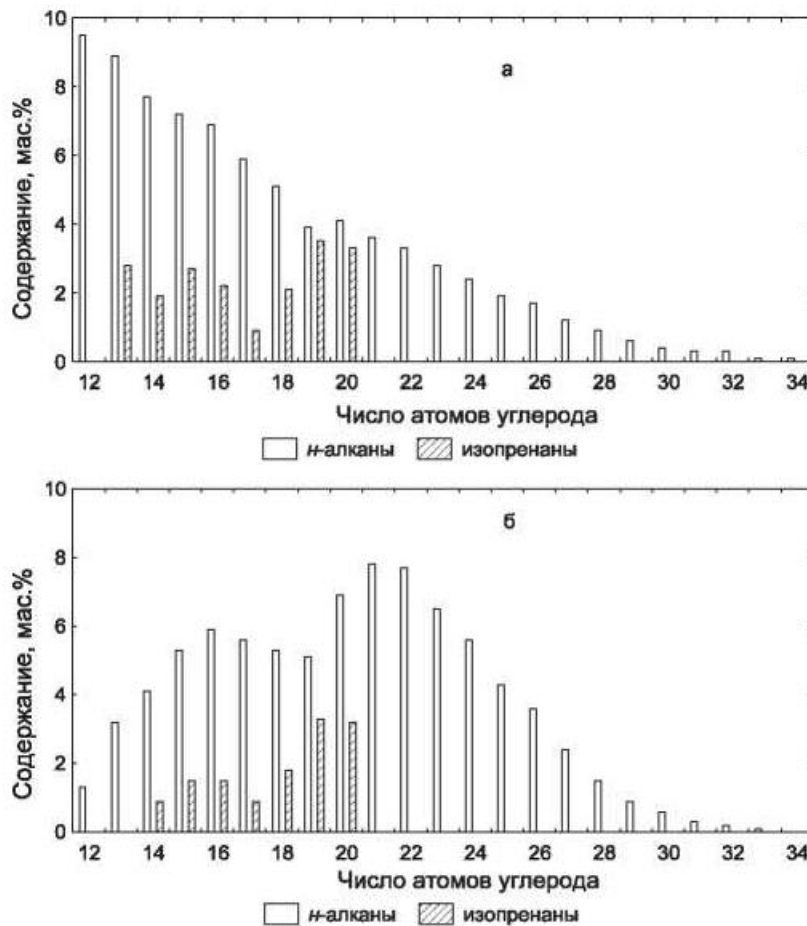 10
а
8
6
4
2
0
Содержание, мас.%
12 14 16 18 20 22 24 26 28 30 32 34
Число атомов углерода
н-алканы изопренаны
10
б
8
6
4
2
0
Содержание, мас.%
12 14 16 18 20 22 24 26 28 30 32 34
Число атомов углерода
н-алканы изопренаны